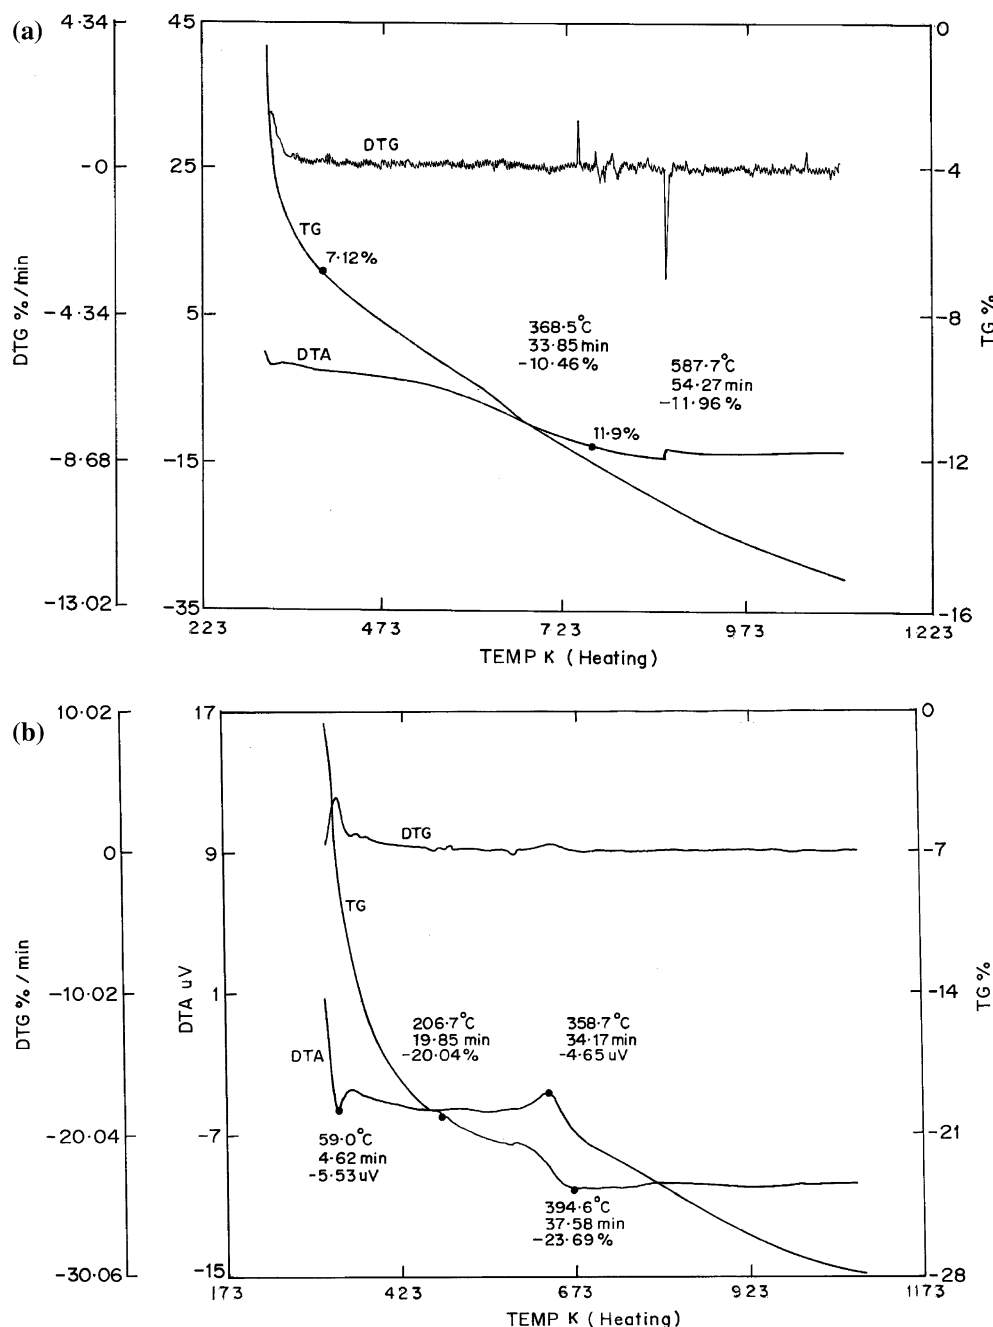 (a)
4·34
45
0
DTG
-0
25
-4
TG
7·12%
DTG %/min
TG %
-4·34
5
368·5°C
33·85 min
-10·46%
-8
DTA
587·7°C
54·27 min
-11·96 %
11·9%
-8·68
-15
-12
-13·02
-35
-16
223
473
723
973
1223
TEMP K (Heating)
(b)
10·02
17
0
DTG
0
9
-7
TG
DTG %/min
DTA uV
TG %
-10·02
1
-14
DTA
206·7°C
19·85 min
-20·04%
358·7°C
34·17 min
-4·65 uV
-20·04
-7
-21
59·0°C
4·62 min
-5·53 uV
394·6°C
37·58 min
-23·69 %
-30·06
-15
-28
173
423
673
923
1173
TEMP K (Heating)